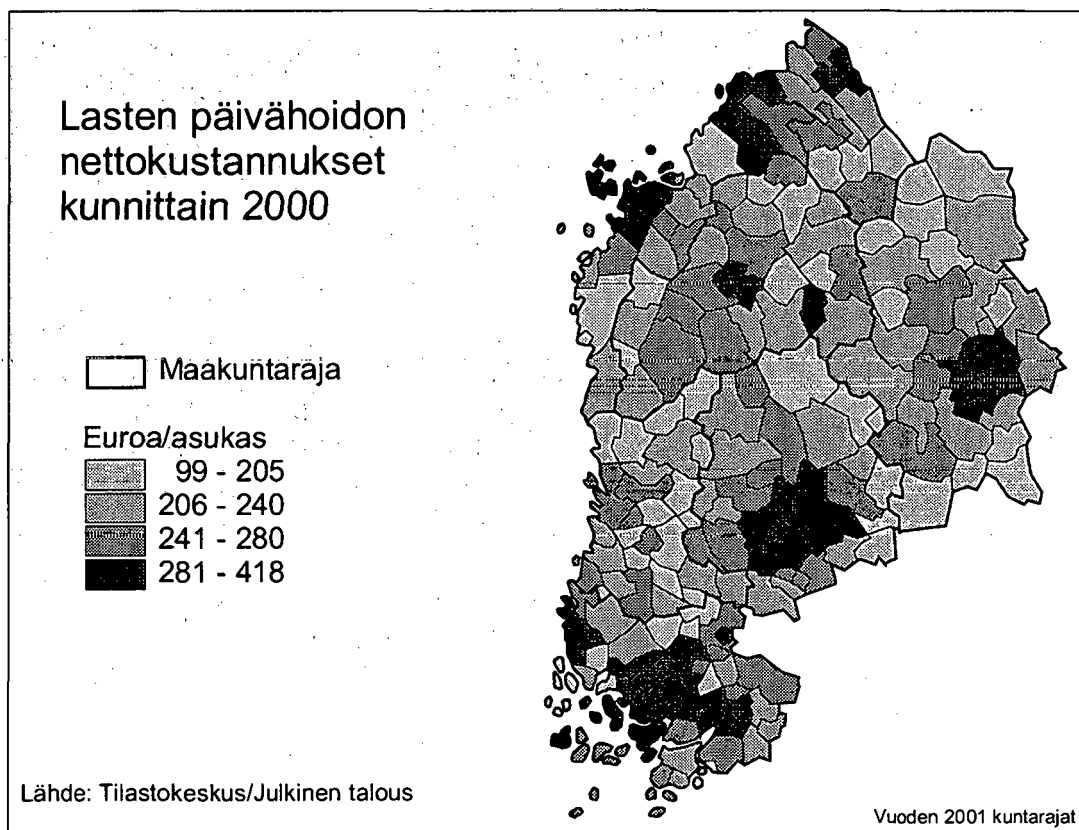 Lasten päivähoidon
nettokustannukset
kunnittain 2000
Maakuntaraja
Euroa/asukas
99 - 205
206 - 240
241 - 280
281 - 418
Lähde: Tilastokeskus/Julkinen talous
Vuoden 2001 kuntarajat